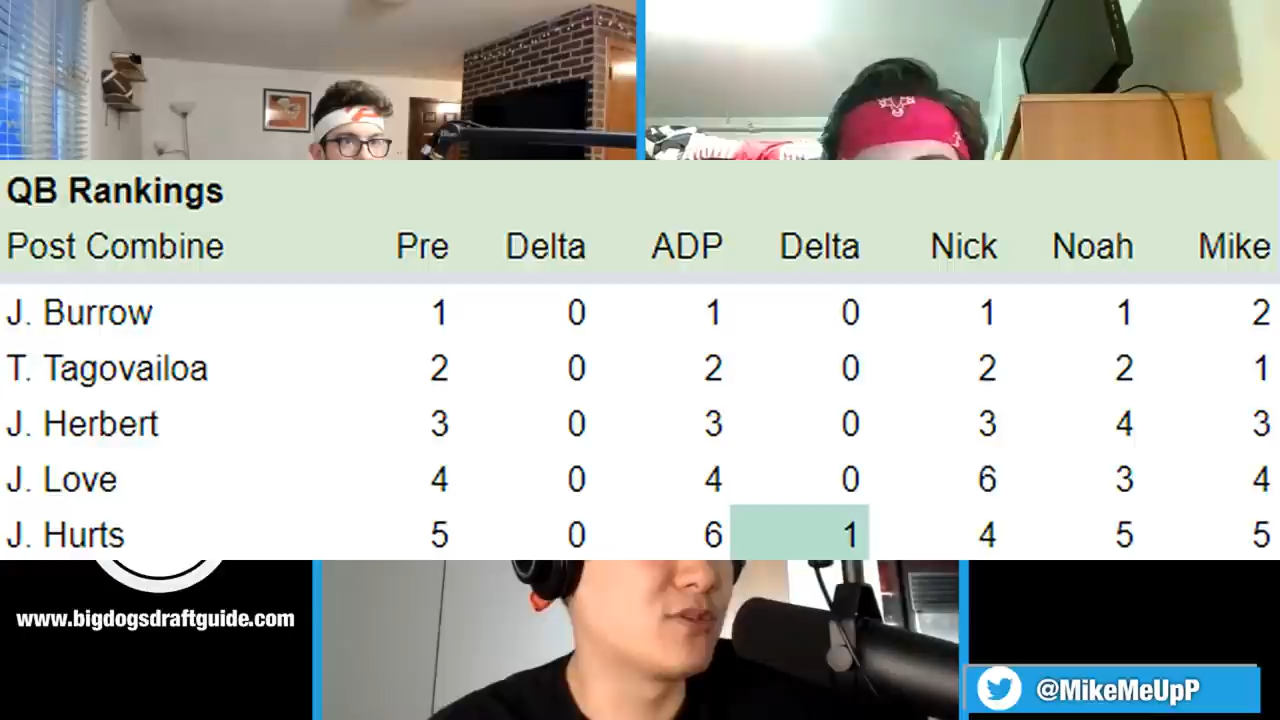 QB Rankings
Post Combine Pre Delta ADP Delta Nick Noah Mike
J. Burrow 1 0 1 0 1 1 2
T. Tagovailoa 2 0 2 0 2 2 1
J. Herbert 3 0 3 0 3 4 3
J. Love 4 0 4 0 6 3 4
J. Hurts 5 0 6 1 4 5 5
www.bigdogsdraftguide.com
@MikeMeUpP